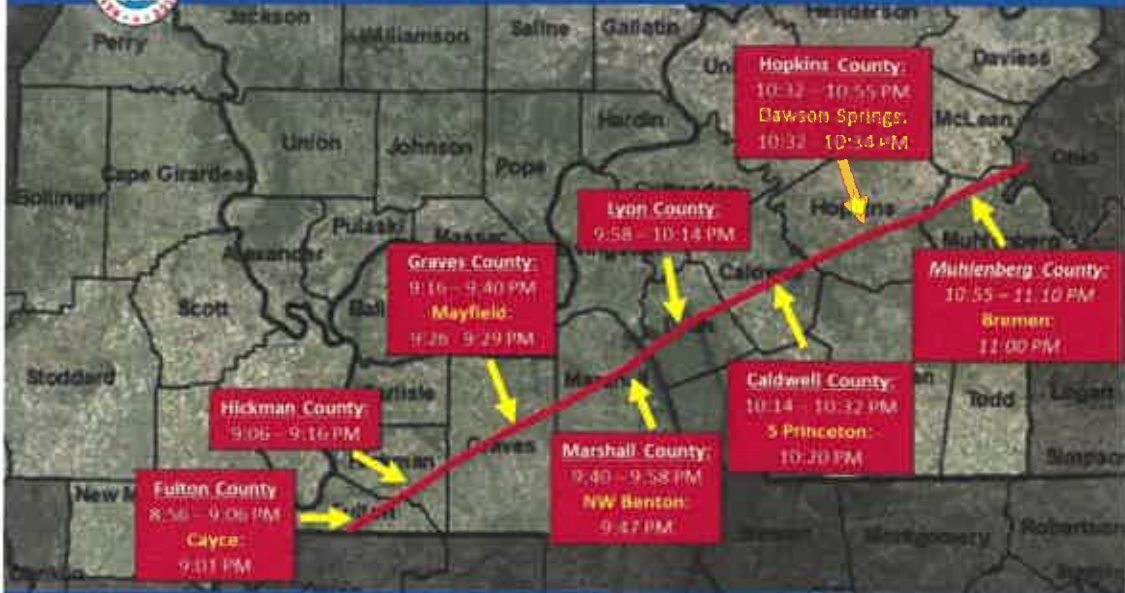 Jackson
Williamson
Saline
Gallatin
Henderson
Perry
Daviess
Hopkins County:
10:32 - 10:55 PM
Dawson Springs.
10:32 10:34 PM
McLean
Hardin
Union
Johnson
Pope
Ohio
Cape Girardeau
Bollinger
Lyon County:
9:58 - 10:14 PM
Hopkins
Pulaski
Massac
Muhlenberg
Alexander
Graves County:
9:16 - 9:40 PM
Mayfield:
9:26 - 9:29 PM
Muhlenberg County:
10:55 - 11.10 PM
Bremen:
11:00 PM
Scott
Stoddard
Caldwell County:
10:14 - 10:32 PM
S Princeton:
10:20 PM
Todd
Logan
Hickman County:
9:06 - 9:16 PM
Graves
Marshall County:
9:40 - 9:58 PM
NW Benton:
9:47 PM
Simpson
Fulton County
8:56 - 9:06 PM
Cayce:
9:01 PM
New M
Montgomery
Robertson